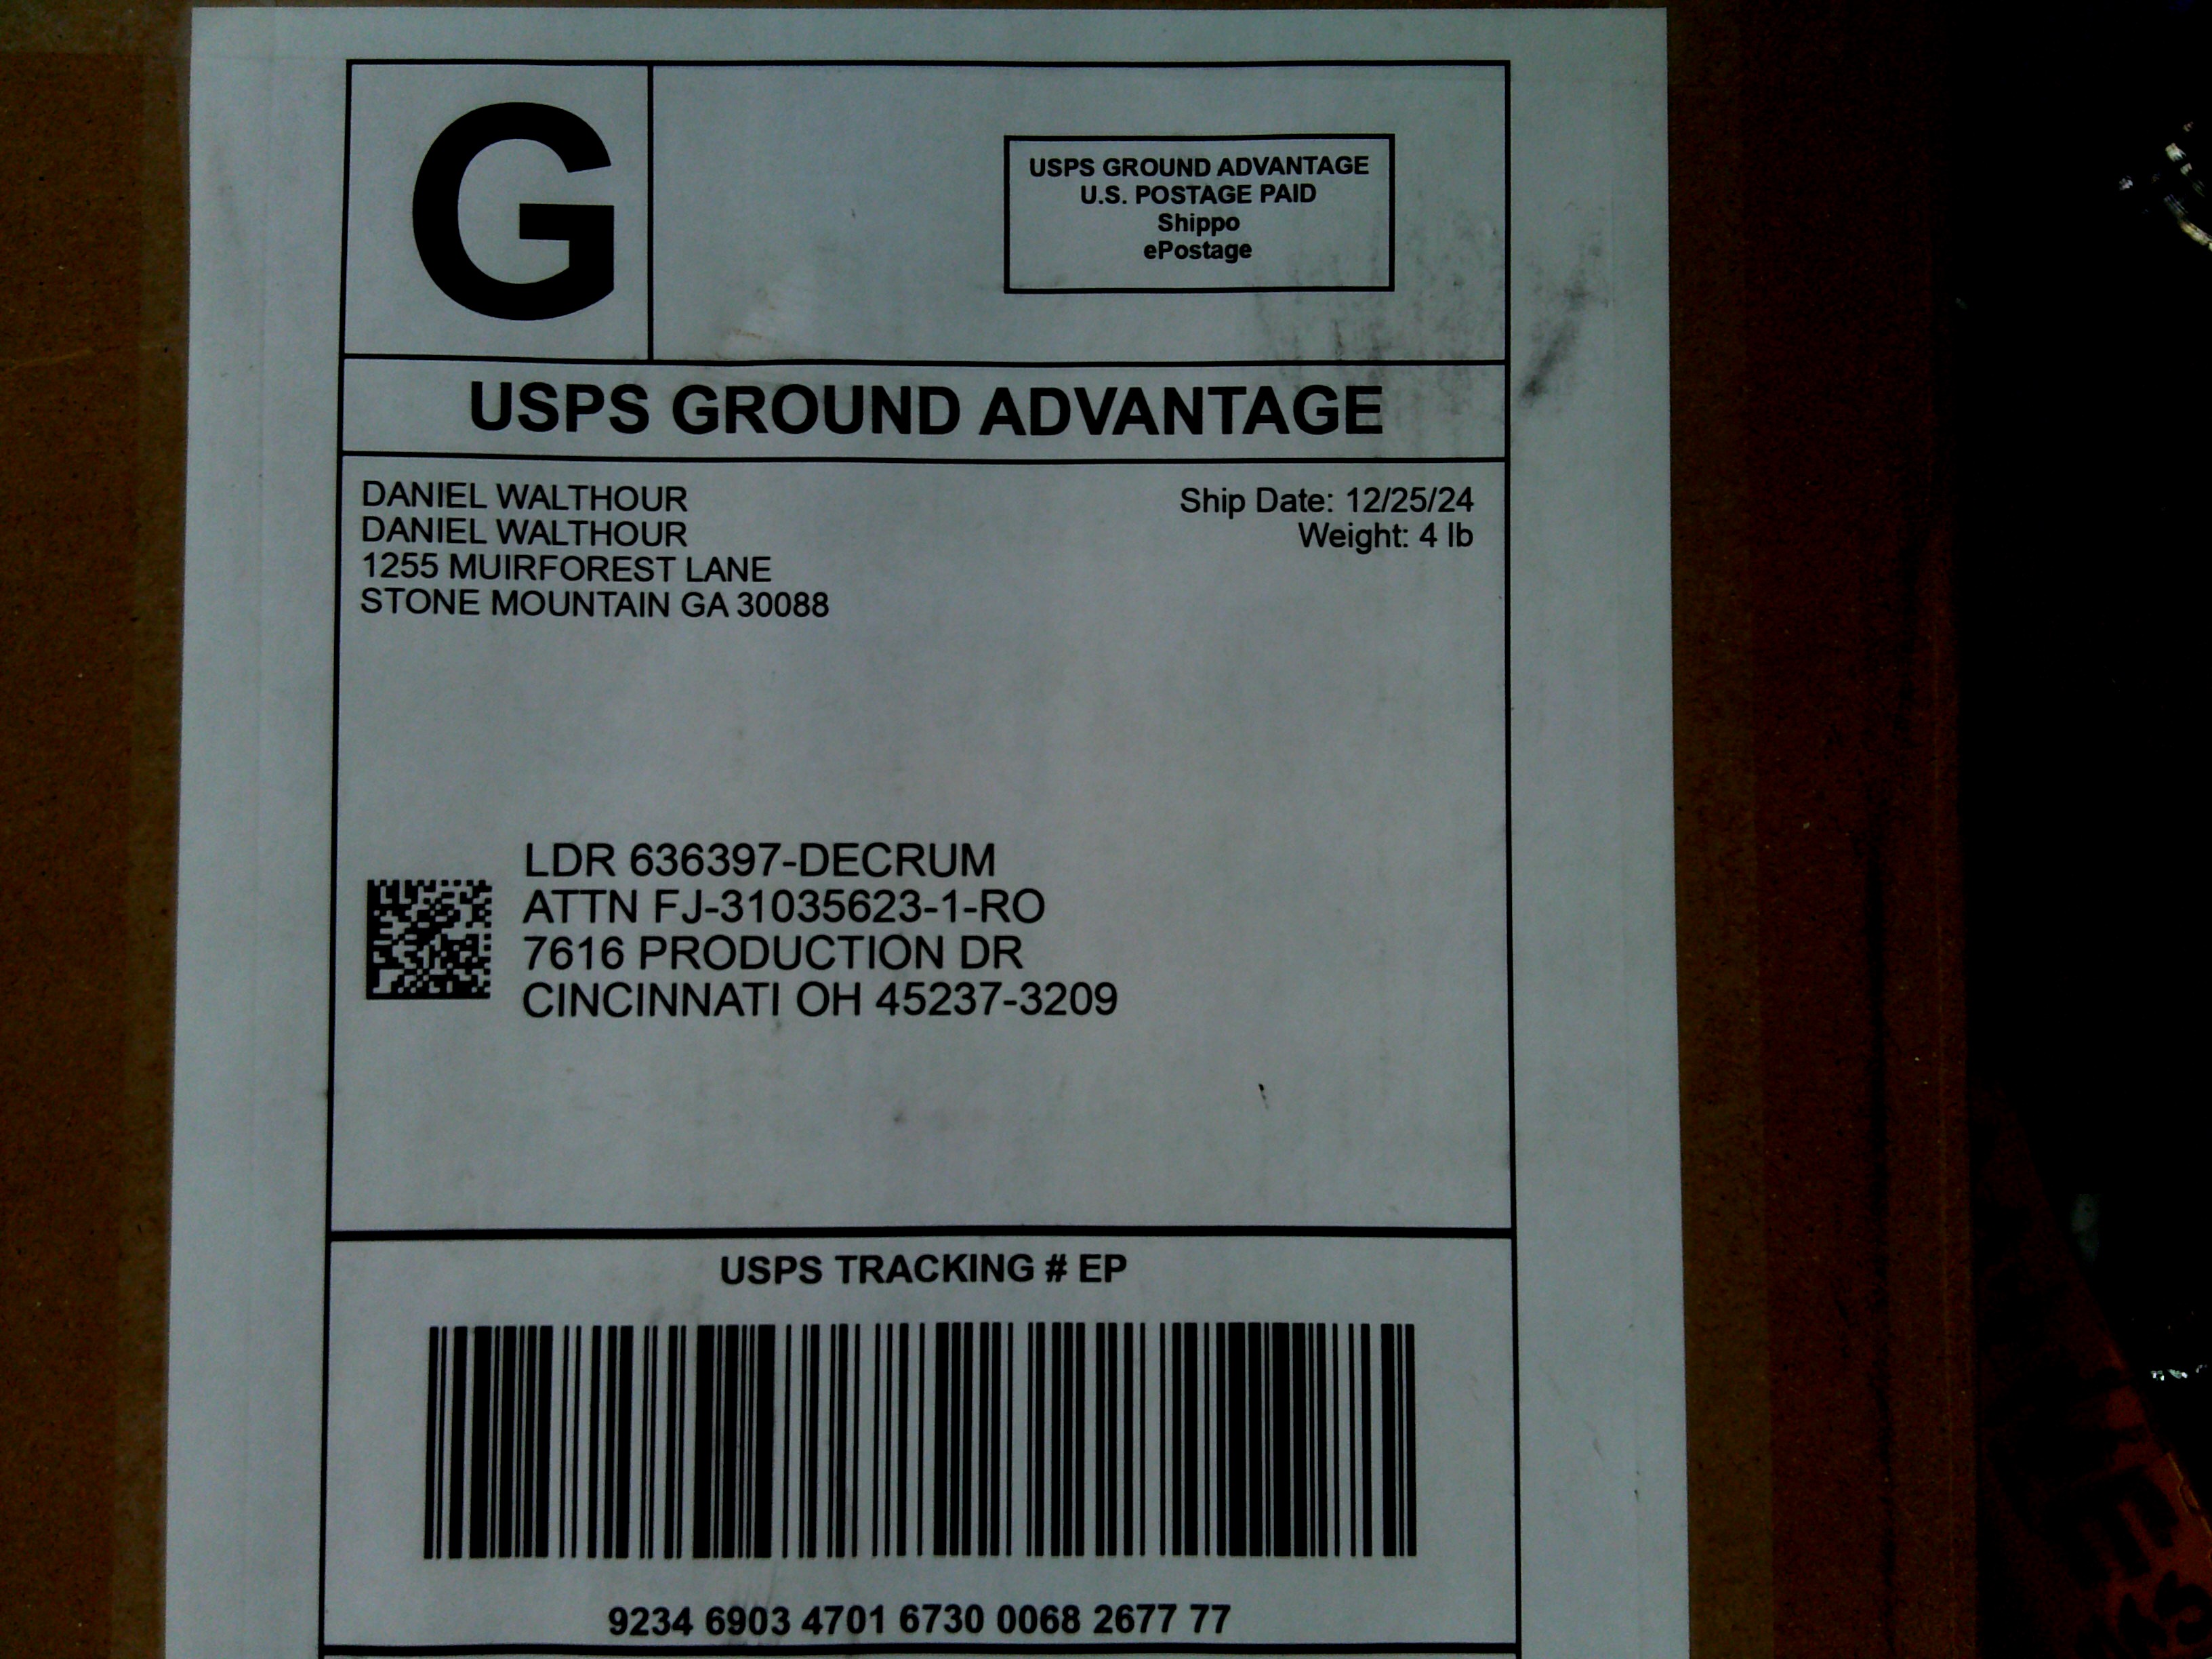 G
USPS GROUND ADVANTAGE
U.S. POSTAGE PAID
Shippo
ePostage
USPS GROUND ADVANTAGE
DANIEL WALTHOUR
DANIEL WALTHOUR
1255 MUIRFOREST LANE
STONE MOUNTAIN GA 30088
Ship Date: 12/25/24
Weight: 4 lb
LDR 636397-DECRUM
ATTN FJ-31035623-1-RO
7616 PRODUCTION DR
CINCINNATI OH 45237-3209
USPS TRACKING # EP
9234 6903 4701 6730 0068 2677 77